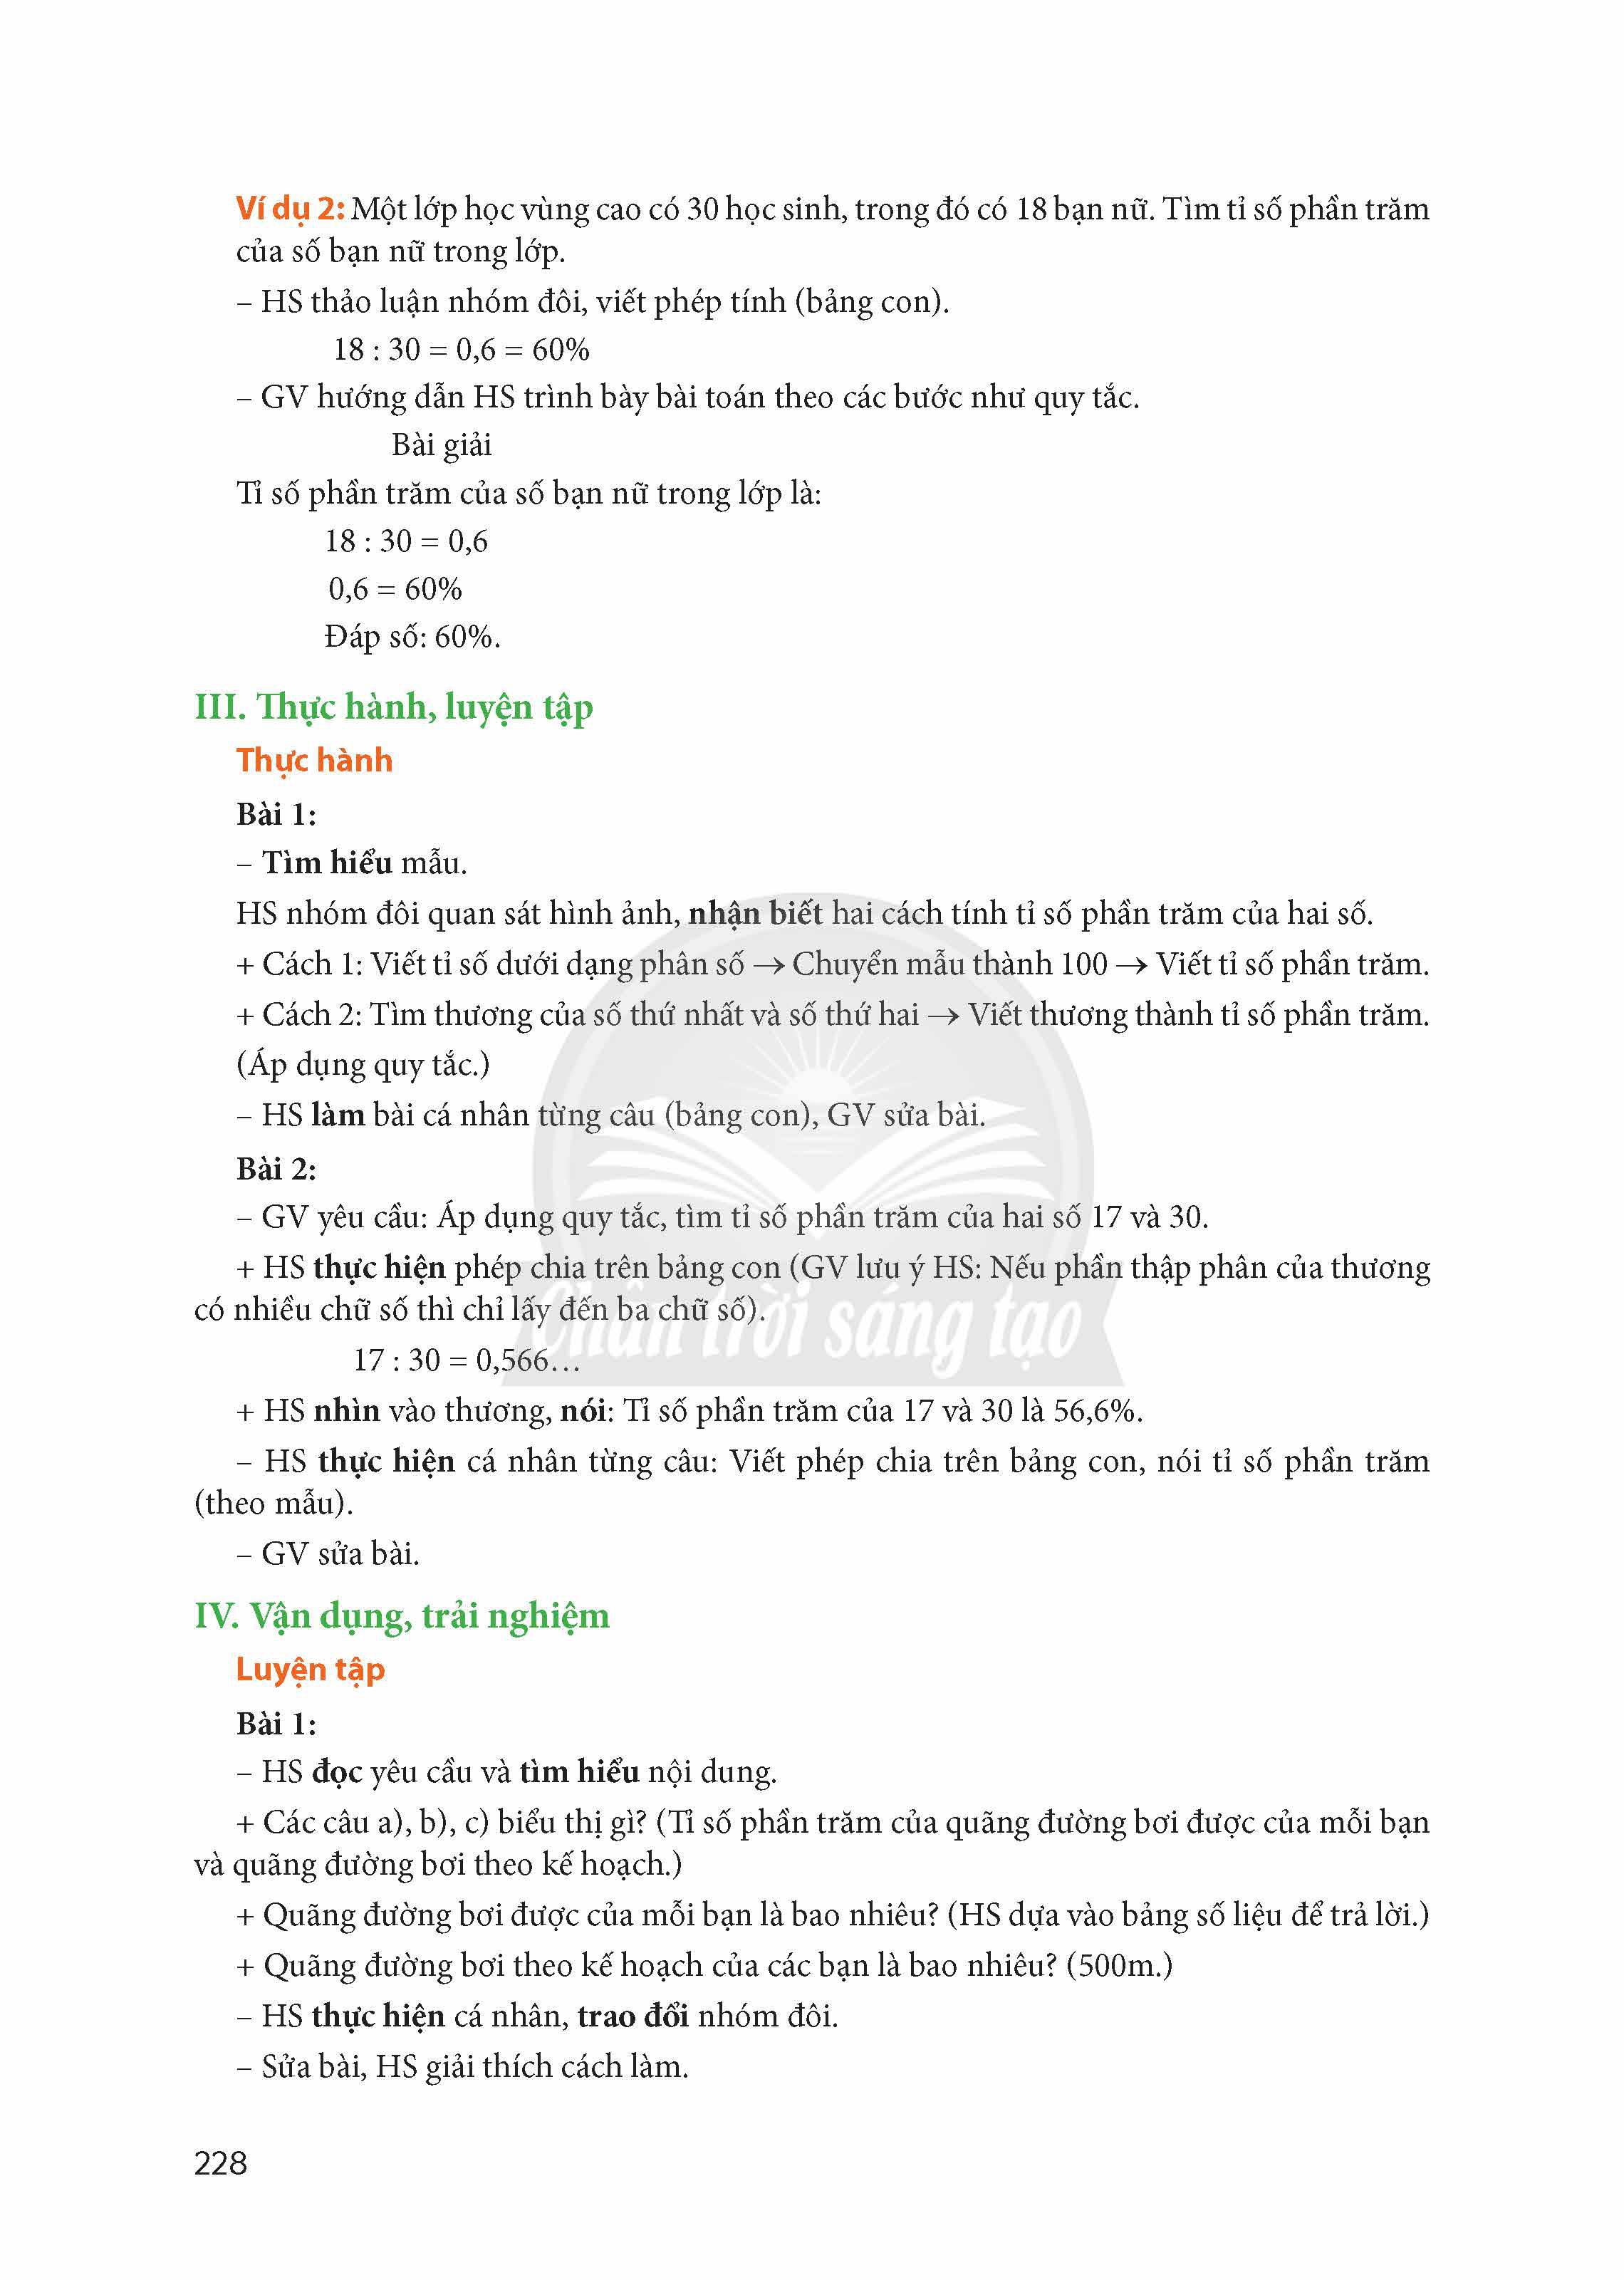 Ví dụ 2: Một lớp học vùng cao có 30 học sinh, trong đó có 18 bạn nữ. Tìm tỉ số phần trăm
của số bạn nữ trong lớp.
– HS thảo luận nhóm đôi, viết phép tính (bảng con).
18 : 30 = 0,6 = 60%
– GV hướng dẫn HS trình bày bài toán theo các bước như quy tắc.
Bài giải
Tỉ số phần trăm của số bạn nữ trong lớp là:
18 : 30 = 0,6
0,6 = 60%
Đáp số: 60%.
III. Thực hành, luyện tập
Thực hành
Bài 1:
– Tìm hiểu mẫu.
HS nhóm đôi quan sát hình ảnh, nhận biết hai cách tính tỉ số phần trăm của hai số.
+ Cách 1: Viết tỉ số dưới dạng phân số → Chuyển mẫu thành 100 → Viết tỉ số phần trăm.
+ Cách 2: Tìm thương của số thứ nhất và số thứ hai → Viết thương thành tỉ số phần trăm.
(Áp dụng quy tắc.)
– HS làm bài cá nhân từng câu (bảng con), GV sửa bài.
Bài 2:
– GV yêu cầu: Áp dụng quy tắc, tìm tỉ số phần trăm của hai số 17 và 30.
+ HS thực hiện phép chia trên bảng con (GV lưu ý HS: Nếu phần thập phân của thương
có nhiều chữ số thì chỉ lấy đến ba chữ số).
Chân trời sáng tạo
17 : 30 = 0,566…
+ HS nhìn vào thương, nói: Tỉ số phần trăm của 17 và 30 là 56,6%.
– HS thực hiện cá nhân từng câu: Viết phép chia trên bảng con, nói tỉ số phần trăm
(theo mẫu).
– GV sửa bài.
IV. Vận dụng, trải nghiệm
Luyện tập
Bài 1:
– HS đọc yêu cầu và tìm hiểu nội dung.
+ Các câu a), b), c) biểu thị gì? (Tỉ số phần trăm của quãng đường bơi được của mỗi bạn
và quãng đường bơi theo kế hoạch.)
+ Quãng đường bơi được của mỗi bạn là bao nhiêu? (HS dựa vào bảng số liệu để trả lời.)
+ Quãng đường bơi theo kế hoạch của các bạn là bao nhiêu? (500m.)
– HS thực hiện cá nhân, trao đổi nhóm đôi.
– Sửa bài, HS giải thích cách làm.
228